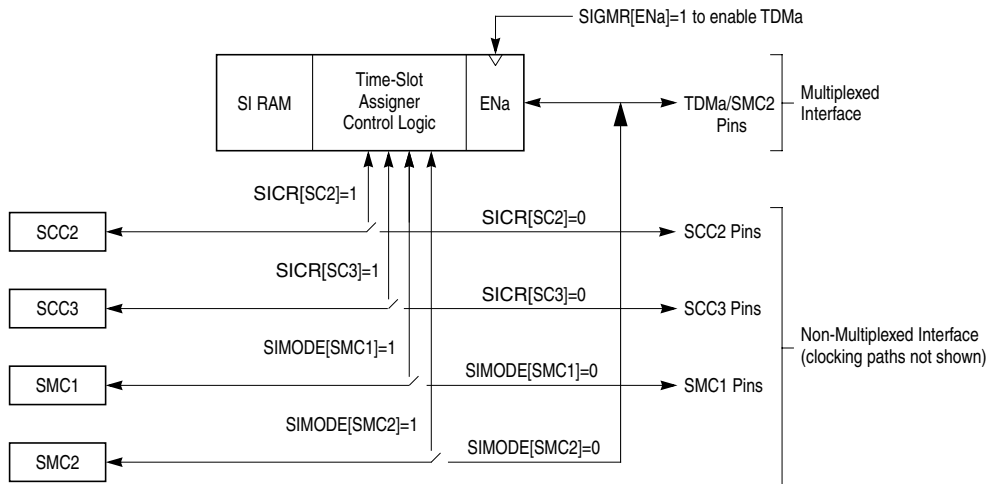 SIGMR[ENa]=1 to enable TDMa
SI RAM
Time-Slot
Assigner
Control Logic
ENa
TDMa/SMC2
Pins
Multiplexed
Interface
SICR[SC2]=1
SCC2
SICR[SC2]=0
SCC2 Pins
SICR[SC3]=1
SCC3
SICR[SC3]=0
SCC3 Pins
Non-Multiplexed Interface
(clocking paths not shown)
SIMODE[SMC1]=1
SMC1
SIMODE[SMC1]=0
SMC1 Pins
SIMODE[SMC2]=1
SMC2
SIMODE[SMC2]=0